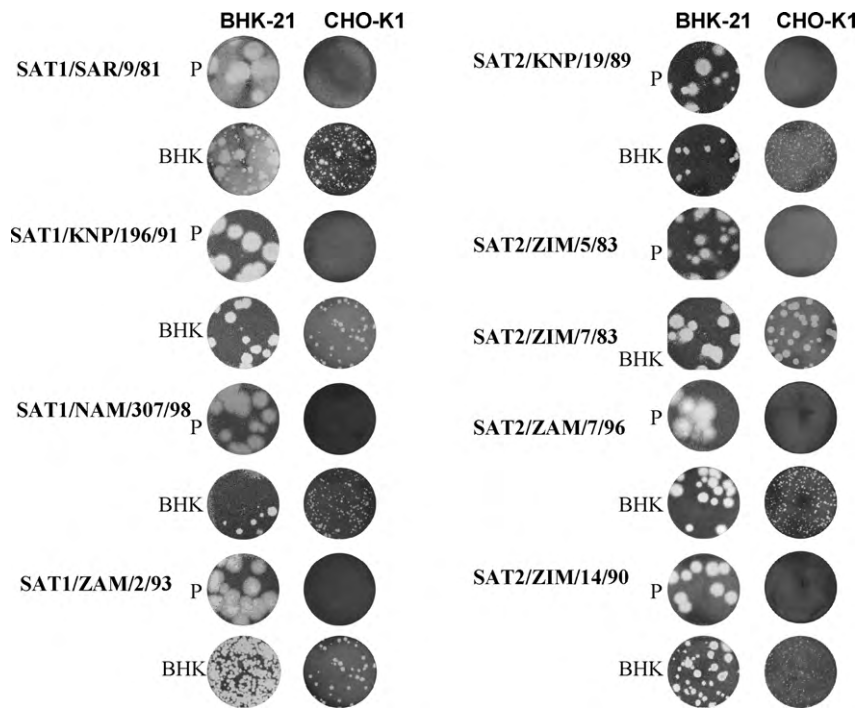 BHK-21 CHO-K1
SAT1/SAR/9/81 P
BHK
SAT1/KNP/196/91 P
BHK
SAT1/NAM/307/98
P
BHK
SAT1/ZAM/2/93
P
BHK
BHK-21 CHO-K1
SAT2/KNP/19/89
P
BHK
SAT2/ZIM/5/83
P
SAT2/ZIM/7/83
BHK
SAT2/ZAM/7/96 P
BHK
SAT2/ZIM/14/90
P
BHK